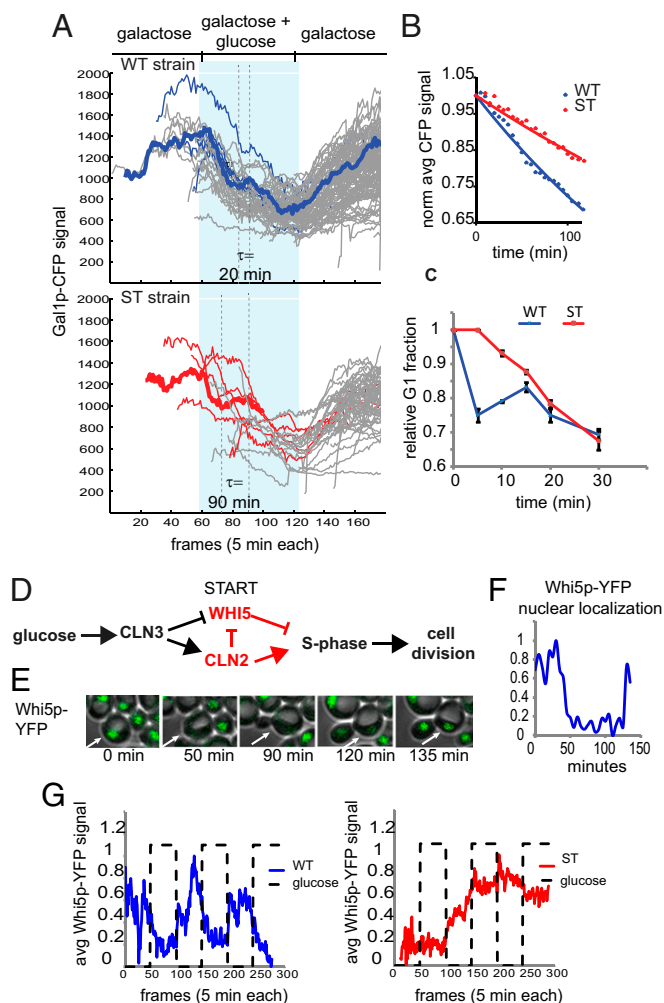 A
galactose
galactose +
glucose
galactose
WT strain
2000
1800
1600
1400
1200
1000
800
600
400
200
τ=
20 min
Gal1p-CFP signal
ST strain
2000
1800
1600
1400
1200
1000
800
600
400
200
τ=
90 min
20 40 60 80 100 120 140 160
frames (5 min each)
B
1.05
0.95
0.85
0.75
0.65
norm avg CFP signal
WT
ST
0 100
time (min)
C
WT ST
1
0.9
0.8
0.7
0.6
relative G1 fraction
0 10 20 30 40
time (min)
D
START
glucose CLN3 WHI5 CLN2 S-phase cell
division
E
Whi5p-
YFP
0 min 50 min 90 min 120 min 135 min
F
Whi5p-YFP
nuclear localization
1
0.8
0.6
0.4
0.2
0
0 50 100 150
minutes
G
avg Whi5p-YFP signal
1.2
1
0.8
0.6
0.4
0.2
0
WT
glucose
0 50 100 150 200 250 300
frames (5 min each)
avg Whi5p-YFP signal
1.2
1
0.8
0.6
0.4
0.2
0
ST
glucose
0 50 100 150 200 250 300
frames (5 min each)